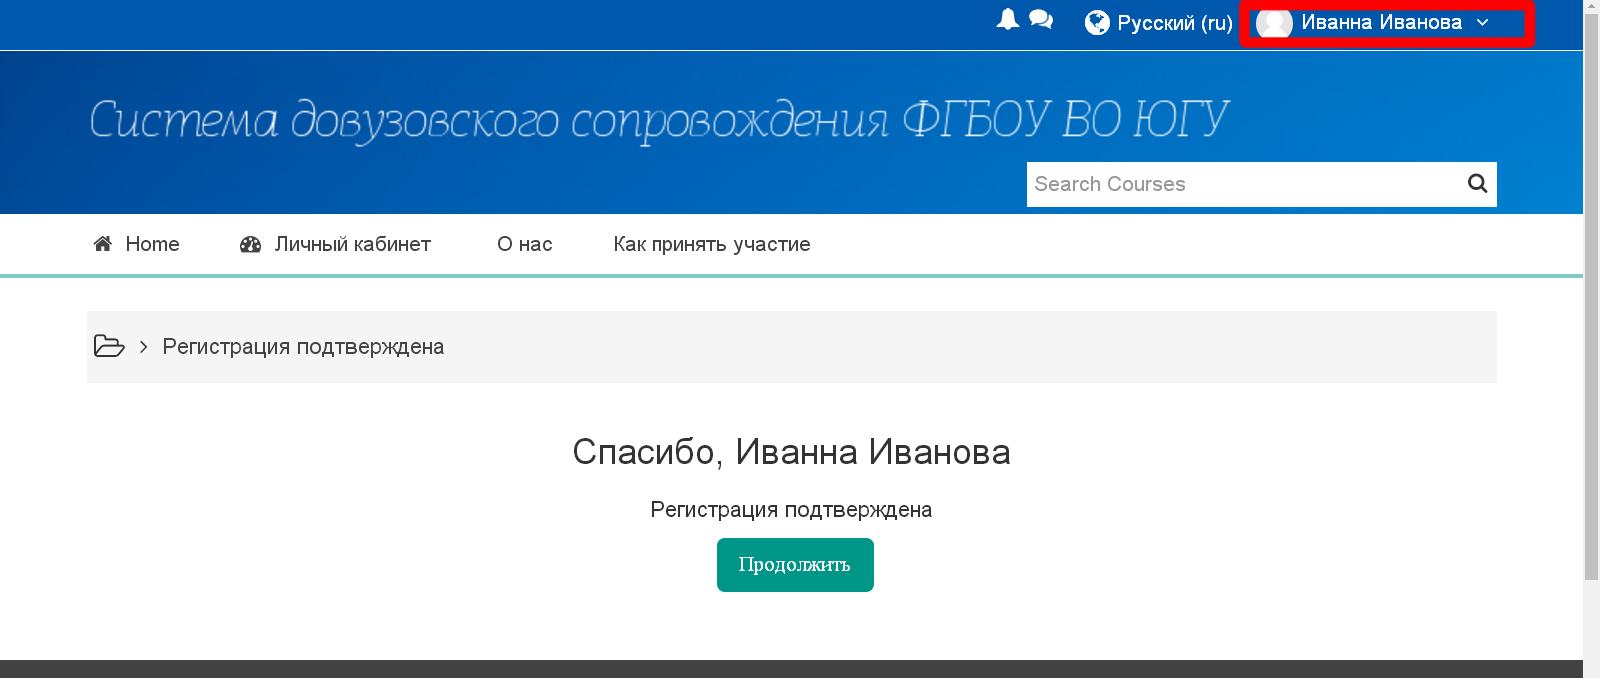 Русский (ru) Иванна Иванова
Система довузовского сопровождения ФГБОУ ВО ЮГУ
Search Courses
Home Личный кабинет О нас Как принять участие
Регистрация подтверждена
Спасибо, Иванна Иванова
Регистрация подтверждена
Продолжить